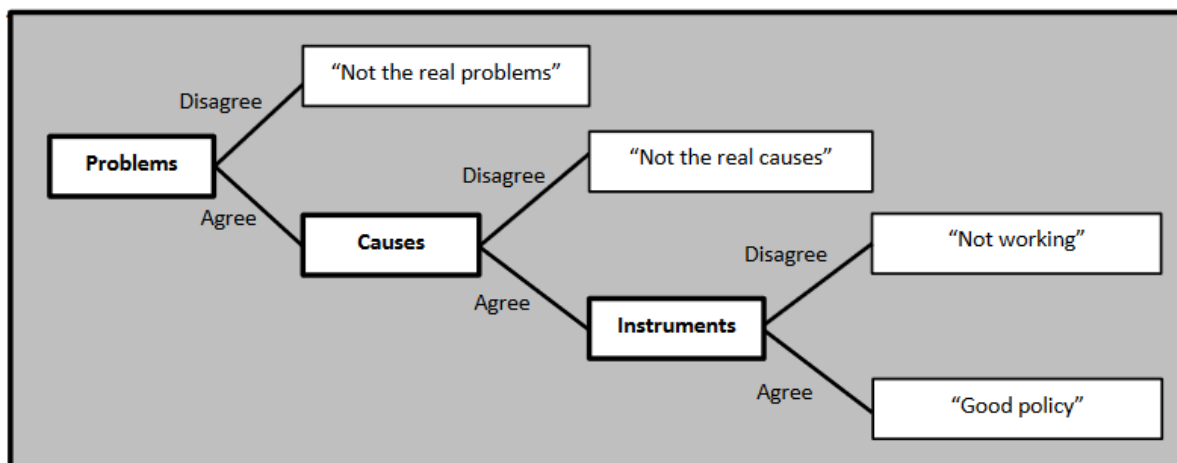 “Not the real problems”
Disagree
Problems
“Not the real causes”
Disagree
Agree
Causes
“Not working”
Disagree
Agree
Instruments
Agree
“Good policy”